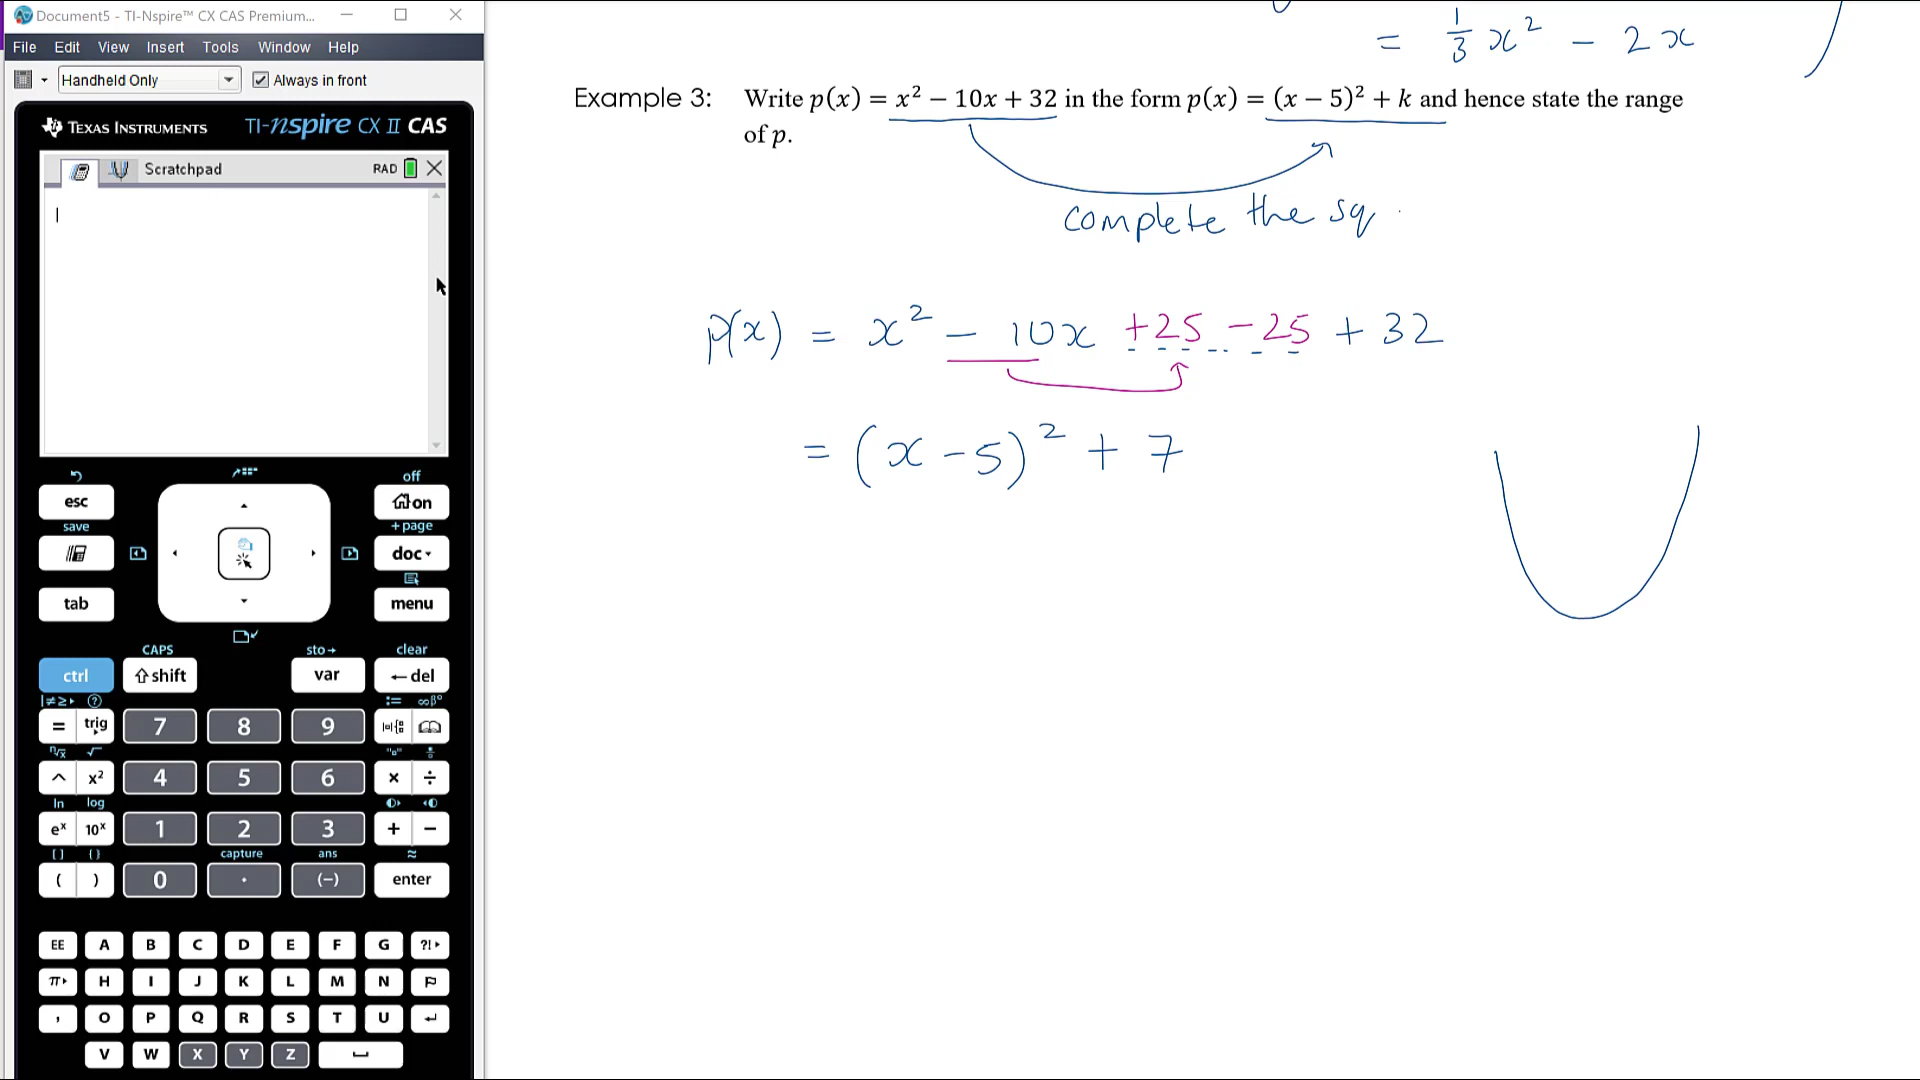 Document5 - TI-Nspire™ CX CAS Premium...
File Edit View Insert Tools Window Help
Handheld Only Always in front
TEXAS INSTRUMENTS TI-nspire CX II CAS
Scratchpad RAD
off
esc on
save + page
doc
tab menu
CAPS sto→ clear
ctrl shift var ←del
|≠≥▸ ? := ∞β°
= trig 7 8 9
ⁿ√x √
^ x² 4 5 6 × ÷
ln log
eˣ 10ˣ 1 2 3 + −
[] {} capture ans ≈
( ) 0 . (−) enter
EE A B C D E F G ?!▸
π▸ H I J K L M N
, O P Q R S T U ↵
V W X Y Z
= 1/3 x² − 2x
Example 3: Write p(x) = x² − 10x + 32 in the form p(x) = (x − 5)² + k and hence state the range
of p.
complete the sq
p(x) = x² − 10x +25 −25 + 32
= (x − 5)² + 7